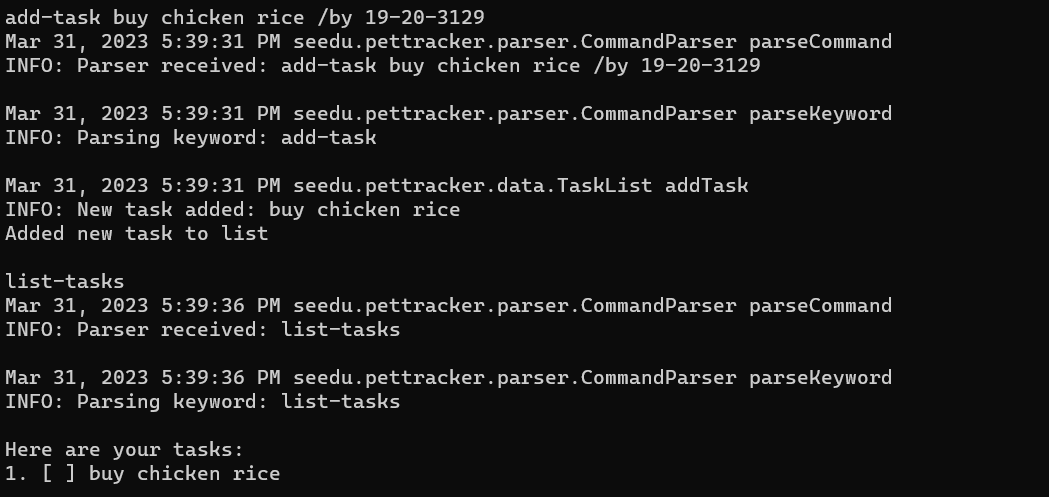 add-task buy chicken rice /by 19-20-3129
Mar 31, 2023 5:39:31 PM seedu.pettracker.parser.CommandParser parseCommand
INFO: Parser received: add-task buy chicken rice /by 19-20-3129
Mar 31, 2023 5:39:31 PM seedu.pettracker.parser.CommandParser parseKeyword
INFO: Parsing keyword: add-task
Mar 31, 2023 5:39:31 PM seedu.pettracker.data.TaskList addTask
INFO: New task added: buy chicken rice
Added new task to list
list-tasks
Mar 31, 2023 5:39:36 PM seedu.pettracker.parser.CommandParser parseCommand
INFO: Parser received: list-tasks
Mar 31, 2023 5:39:36 PM seedu.pettracker.parser.CommandParser parseKeyword
INFO: Parsing keyword: list-tasks
Here are your tasks:
1. [ ] buy chicken rice